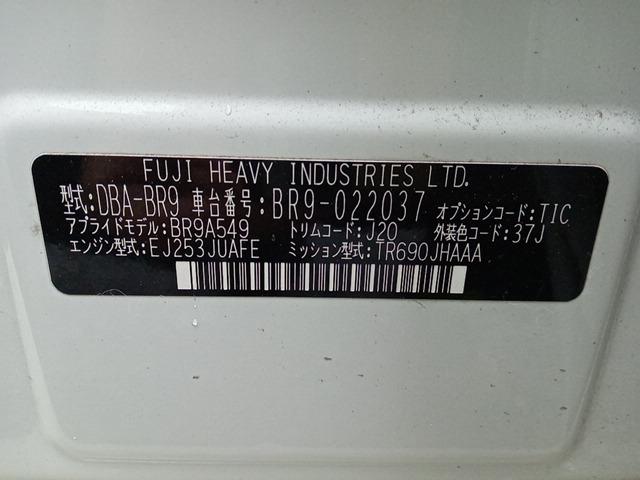 FUJI HEAVY INDUSTRIES LTD.
型式:DBA-BR9 車台番号:BR9-022037 オプションコード:TIC
アプライドモデル:BR9A549 トリムコード:J20 外装色コード:37J
エンジン型式:EJ253JUAFE ミッション型式:TR690JHAAA